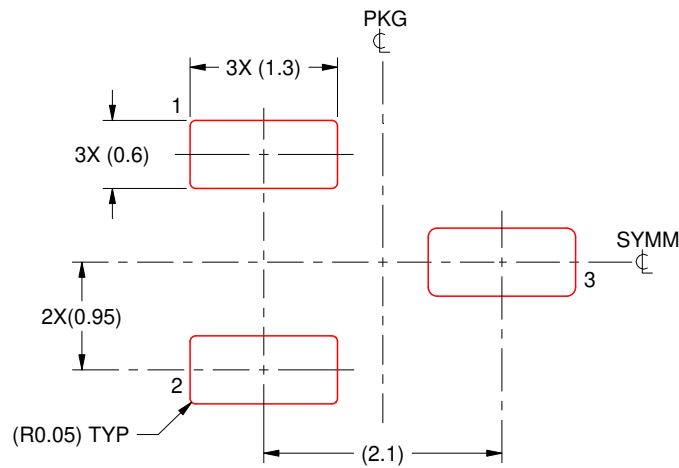 PKG
℄
3X (1.3)
1
3X (0.6)
SYMM
℄
3
2X(0.95)
2
(R0.05) TYP
(2.1)